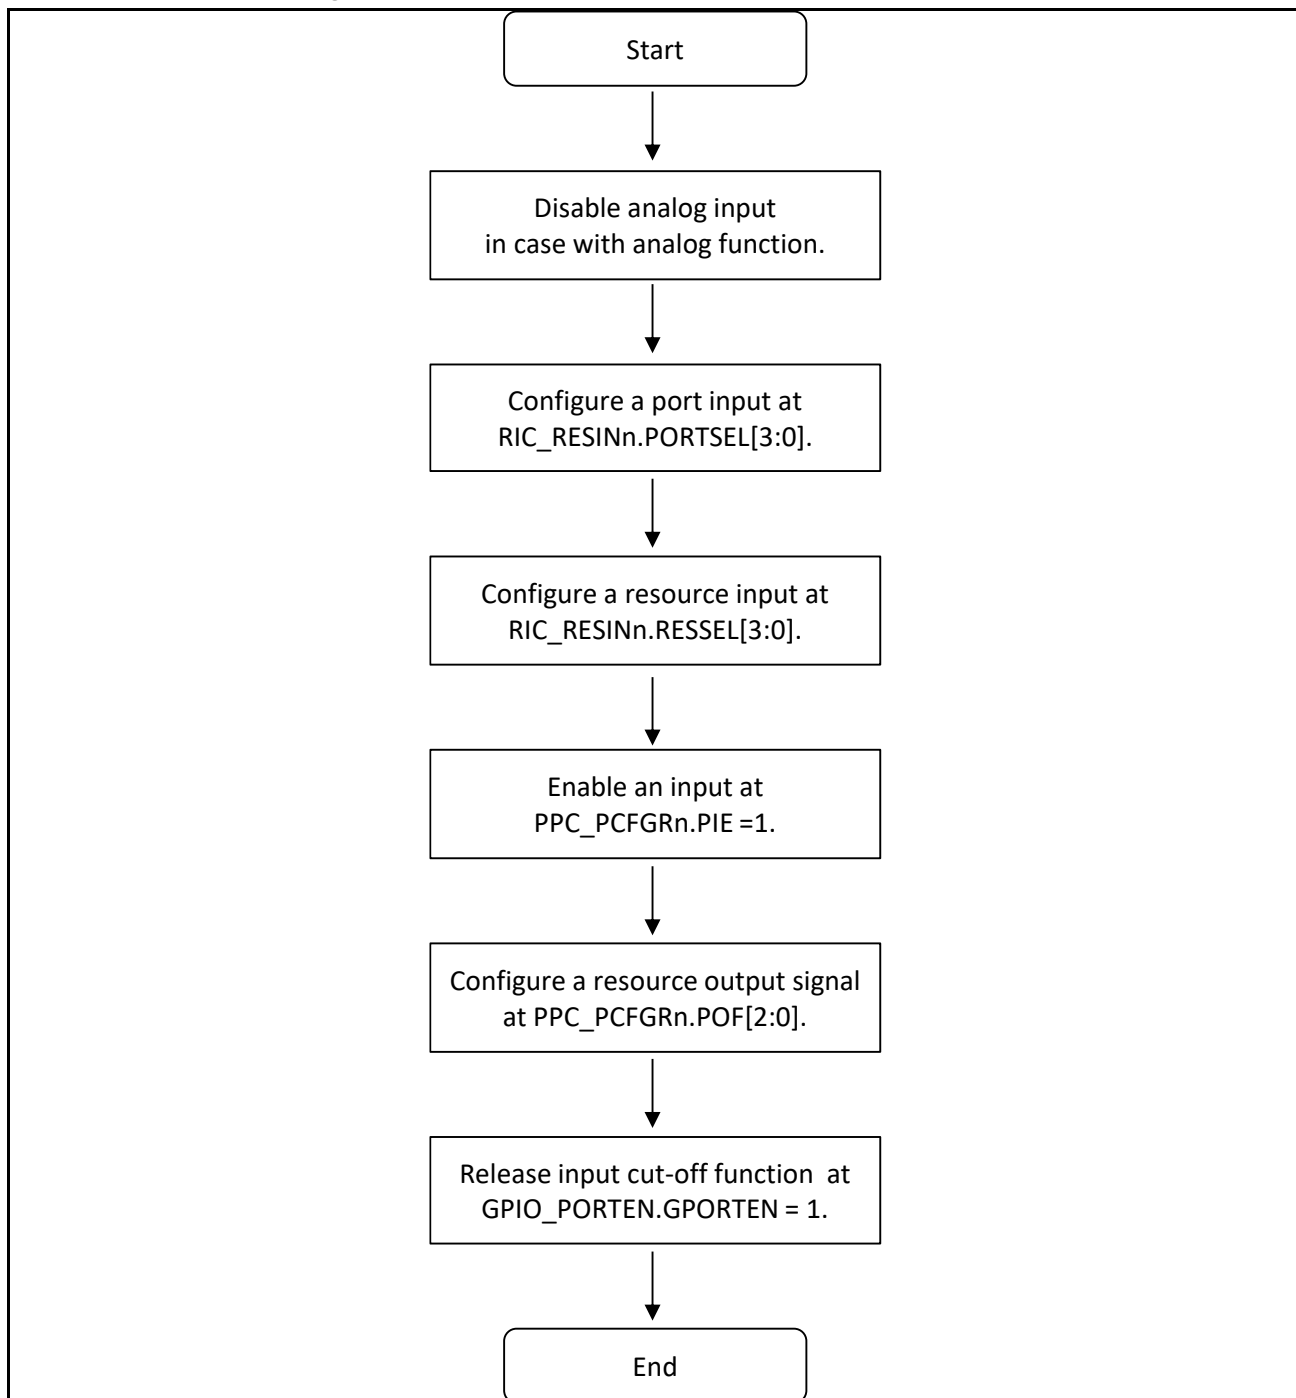 Start
Disable analog input
in case with analog function.
Configure a port input at
RIC_RESINn.PORTSEL[3:0].
Configure a resource input at
RIC_RESINn.RESSEL[3:0].
Enable an input at
PPC_PCFGRn.PIE =1.
Configure a resource output signal
at PPC_PCFGRn.POF[2:0].
Release input cut-off function  at
GPIO_PORTEN.GPORTEN = 1.
End